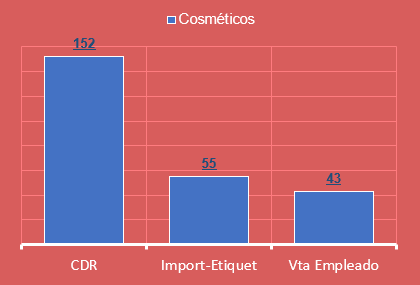 Cosméticos
152
55
43
CDR
Import-Etiquet
Vta Empleado